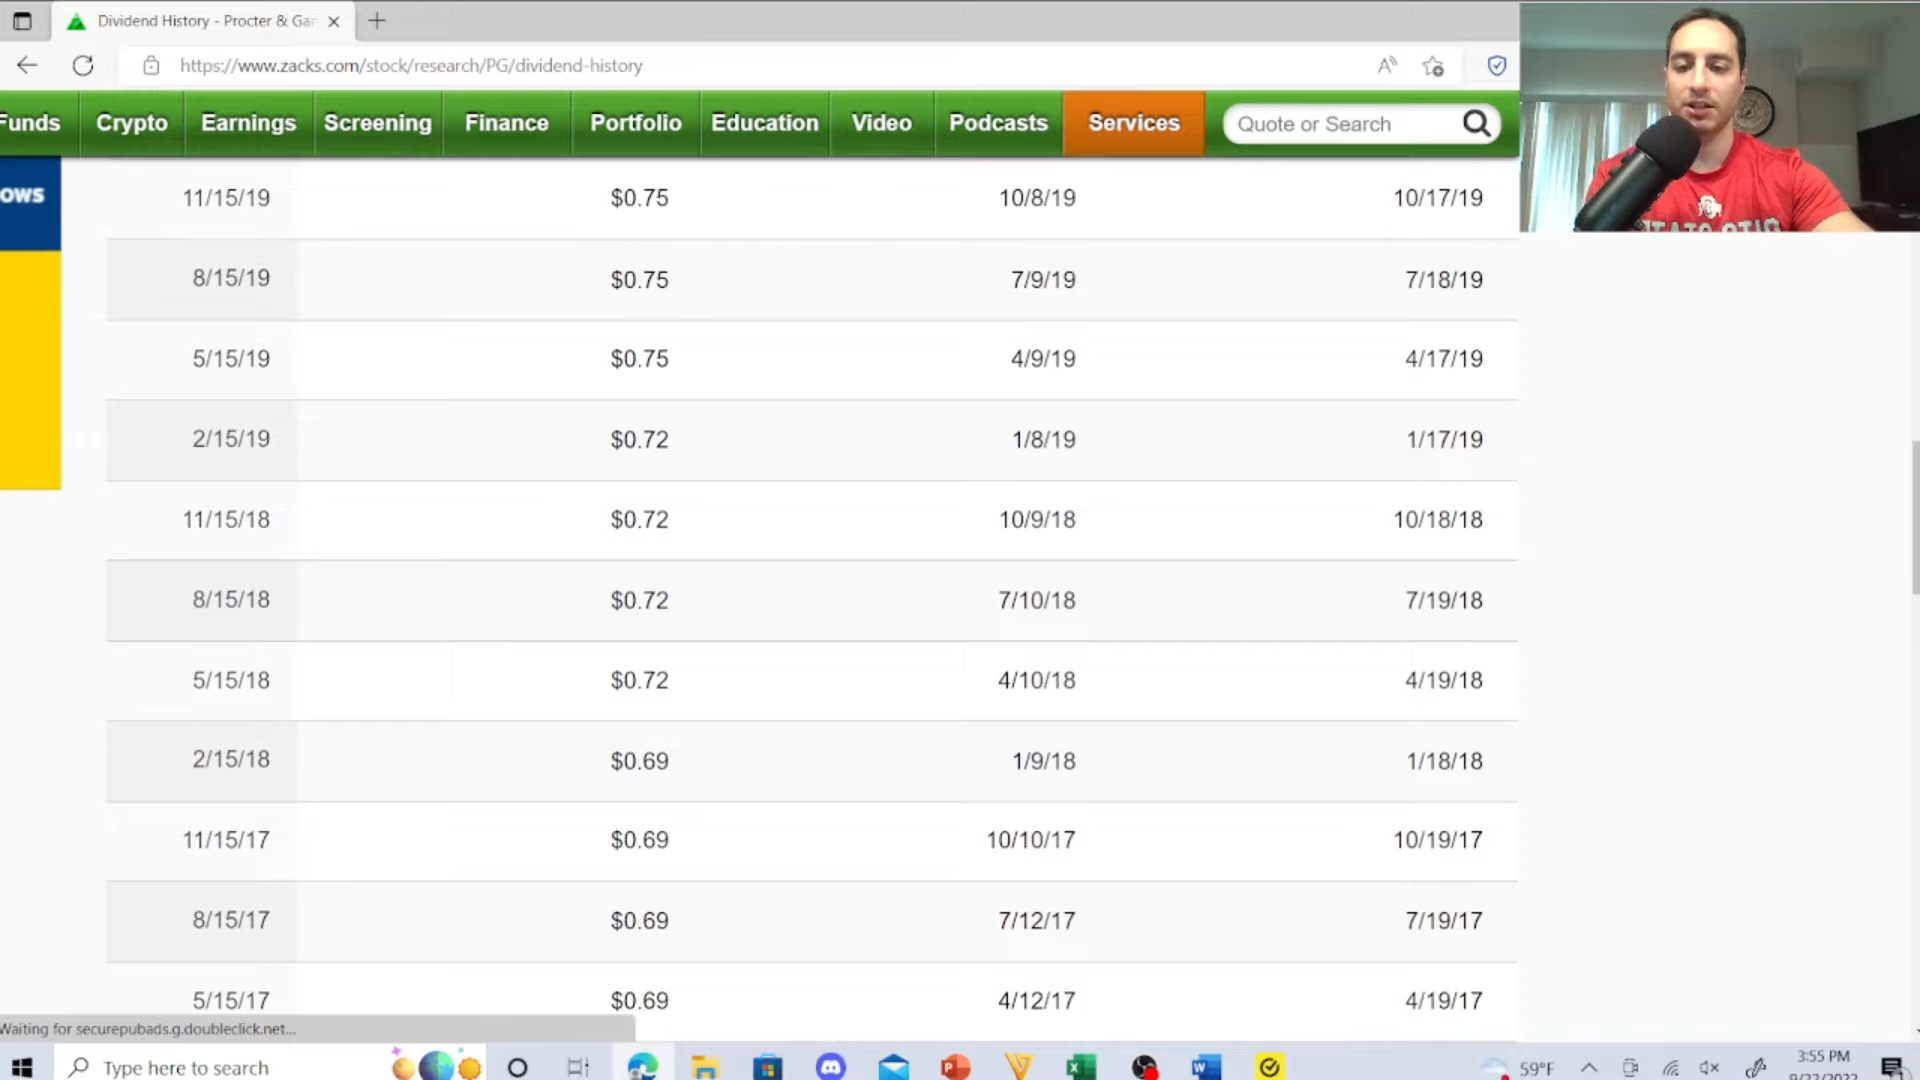 Dividend History - Procter & Gar
https://www.zacks.com/stock/research/PG/dividend-history
Funds Crypto Earnings Screening Finance Portfolio Education Video Podcasts Services Quote or Search
ows
11/15/19 $0.75 10/8/19 10/17/19
8/15/19 $0.75 7/9/19 7/18/19
5/15/19 $0.75 4/9/19 4/17/19
2/15/19 $0.72 1/8/19 1/17/19
11/15/18 $0.72 10/9/18 10/18/18
8/15/18 $0.72 7/10/18 7/19/18
5/15/18 $0.72 4/10/18 4/19/18
2/15/18 $0.69 1/9/18 1/18/18
11/15/17 $0.69 10/10/17 10/19/17
8/15/17 $0.69 7/12/17 7/19/17
5/15/17 $0.69 4/12/17 4/19/17
Waiting for securepubads.g.doubleclick.net...
Type here to search
59°F
3:55 PM